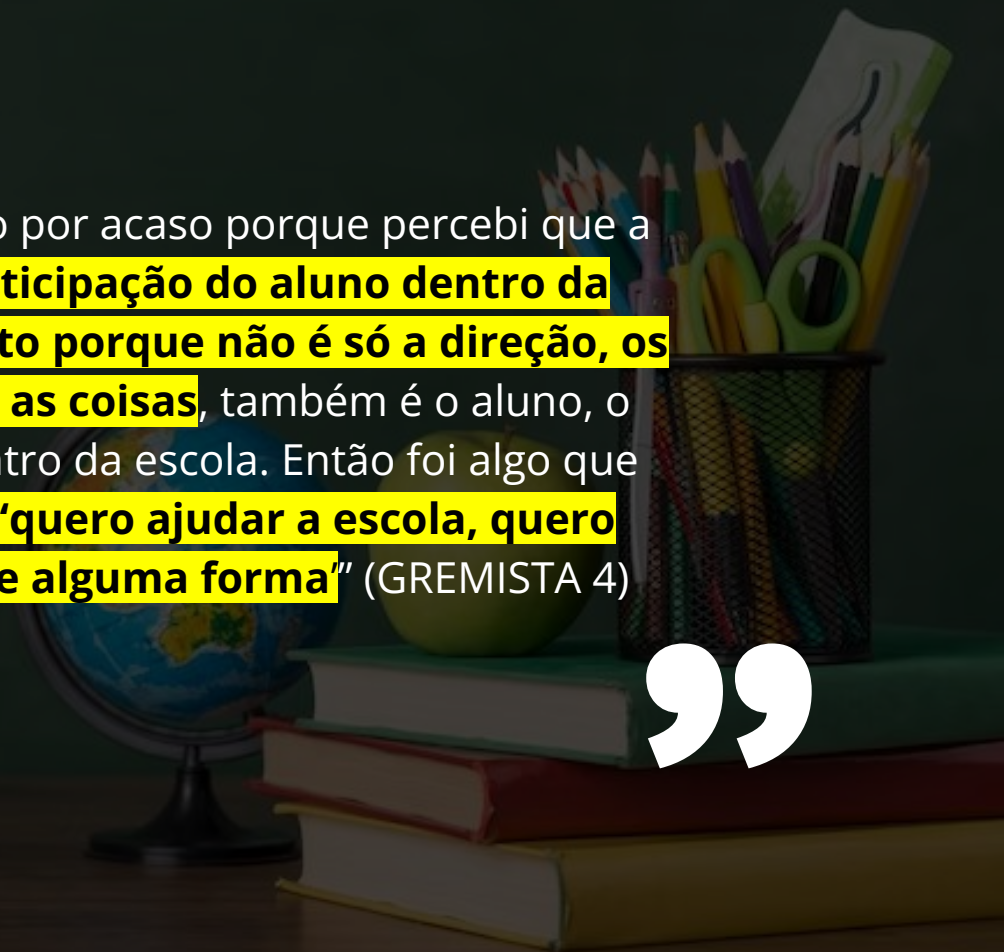 por acaso porque percebi que a
ticipação do aluno dentro da
to porque não é só a direção, os
as coisas, também é o aluno, o
tro da escola. Então foi algo que
“quero ajudar a escola, quero
e alguma forma’” (GREMISTA 4)
”